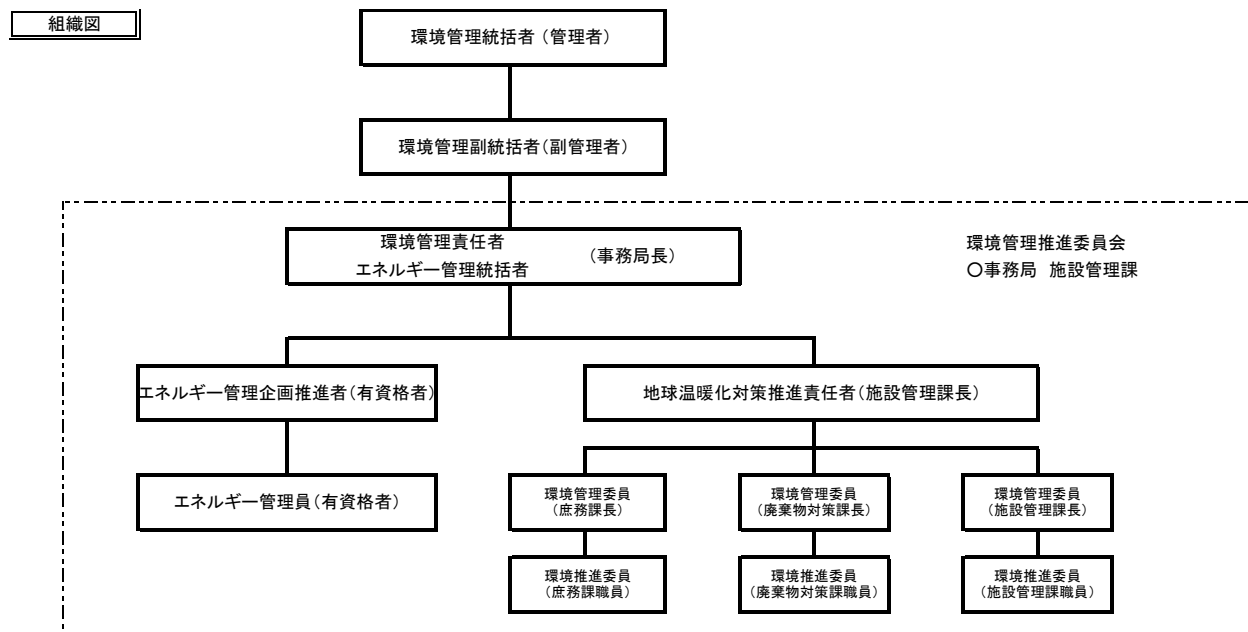 組織図
環境管理統括者（管理者）
環境管理副統括者（副管理者）
環境管理責任者
エネルギー管理統括者
（事務局長）
環境管理推進委員会
〇事務局 施設管理課
エネルギー管理企画推進者（有資格者）
地球温暖化対策推進責任者（施設管理課長）
エネルギー管理員（有資格者）
環境管理委員
（庶務課長）
環境管理委員
（廃棄物対策課長）
環境管理委員
（施設管理課長）
環境推進委員
（庶務課職員）
環境推進委員
（廃棄物対策課職員）
環境推進委員
（施設管理課職員）